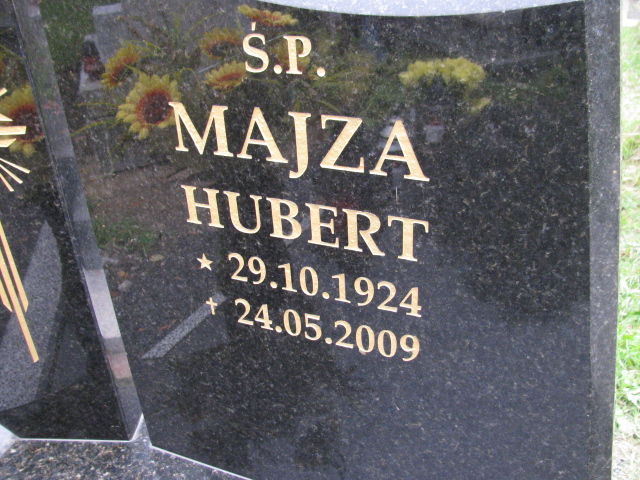 Ś.P.
MAJZA
HUBERT
★ 29.10.1924
✝ 24.05.2009